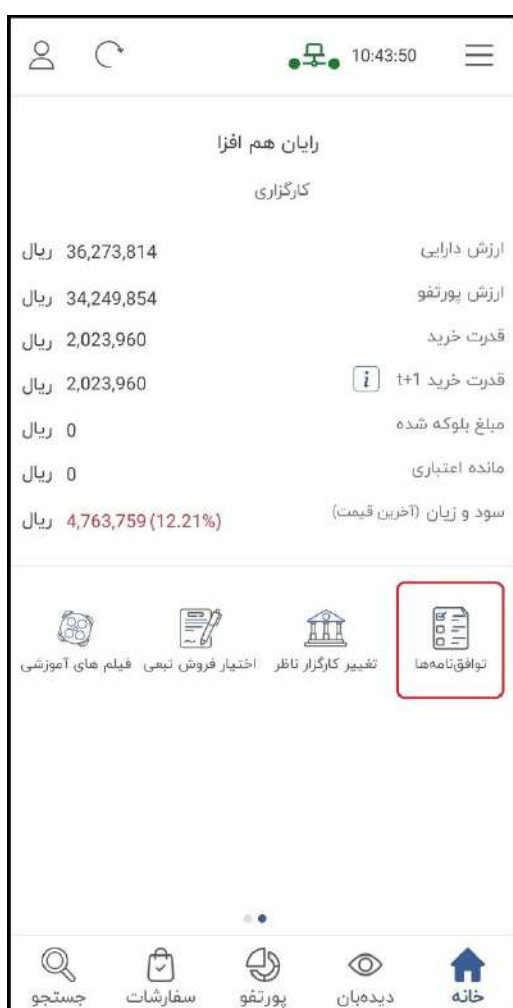 10:43:50
رایان هم افزا
کارگزاری
ارزش دارایی 36,273,814 ریال
ارزش پورتفو 34,249,854 ریال
قدرت خرید 2,023,960 ریال
قدرت خرید t+1 i 2,023,960 ریال
مبلغ بلوکه شده 0 ریال
مانده اعتباری 0 ریال
سود و زیان (آخرین قیمت) 4,763,759 (12.21%) ریال
توافق‌نامه‌ها تغییر کارگزار ناظر اختیار فروش تبعی فیلم های آموزشی
خانه دیده‌بان پورتفو سفارشات جستجو